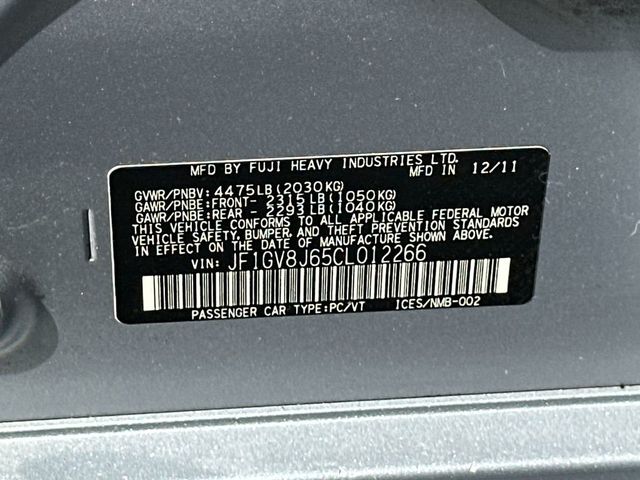 MFD BY FUJI HEAVY INDUSTRIES LTD.
MFD. IN 12/11
GVWR/PNBV: 4475LB(2030KG)
GAWR/PNBE:FRONT- 2315LB(1050KG)
GAWR/PNBE:REAR - 2293LB(1040KG)
THIS VEHICLE CONFORMS TO ALL APPLICABLE FEDERAL MOTOR
VEHICLE SAFETY, BUMPER, AND THEFT PREVENTION STANDARDS
IN EFFECT ON THE DATE OF MANUFACTURE SHOWN ABOVE.
VIN: JF1GV8J65CL012266
PASSENGER CAR TYPE:PC/VT ICES/NMB-002